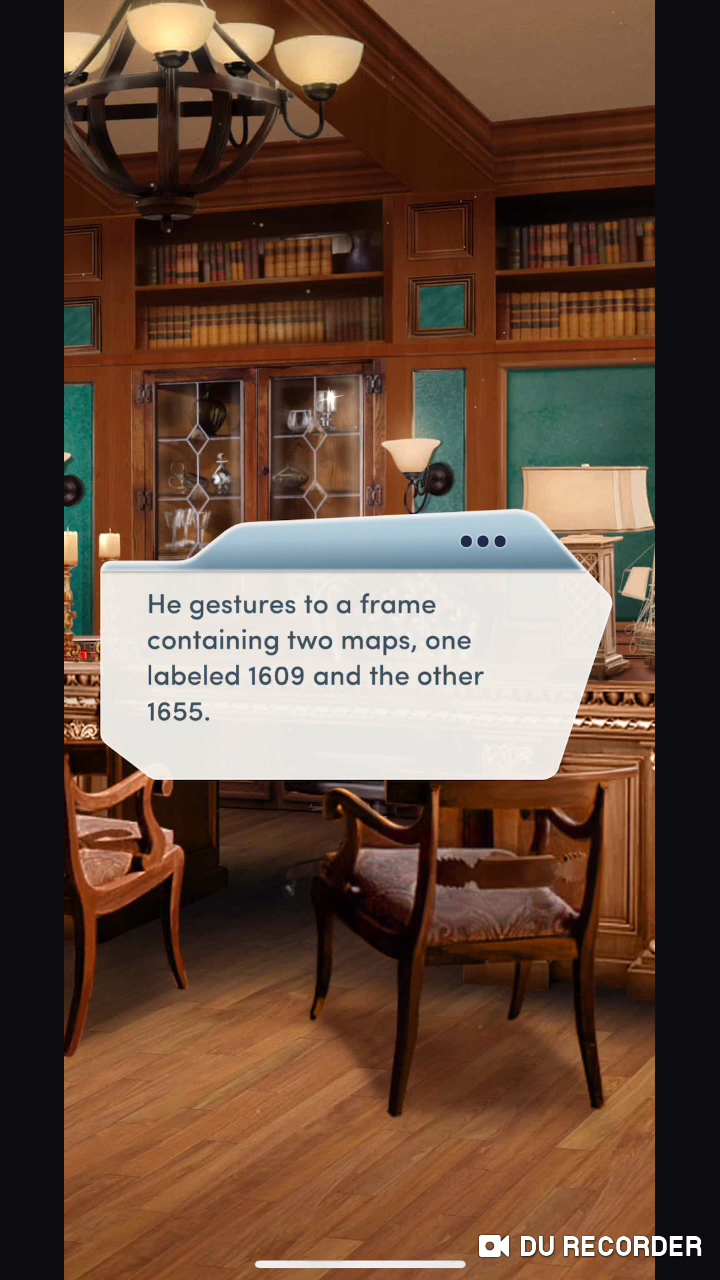 He gestures to a frame
containing two maps, one
labeled 1609 and the other
1655.
DU RECORDER